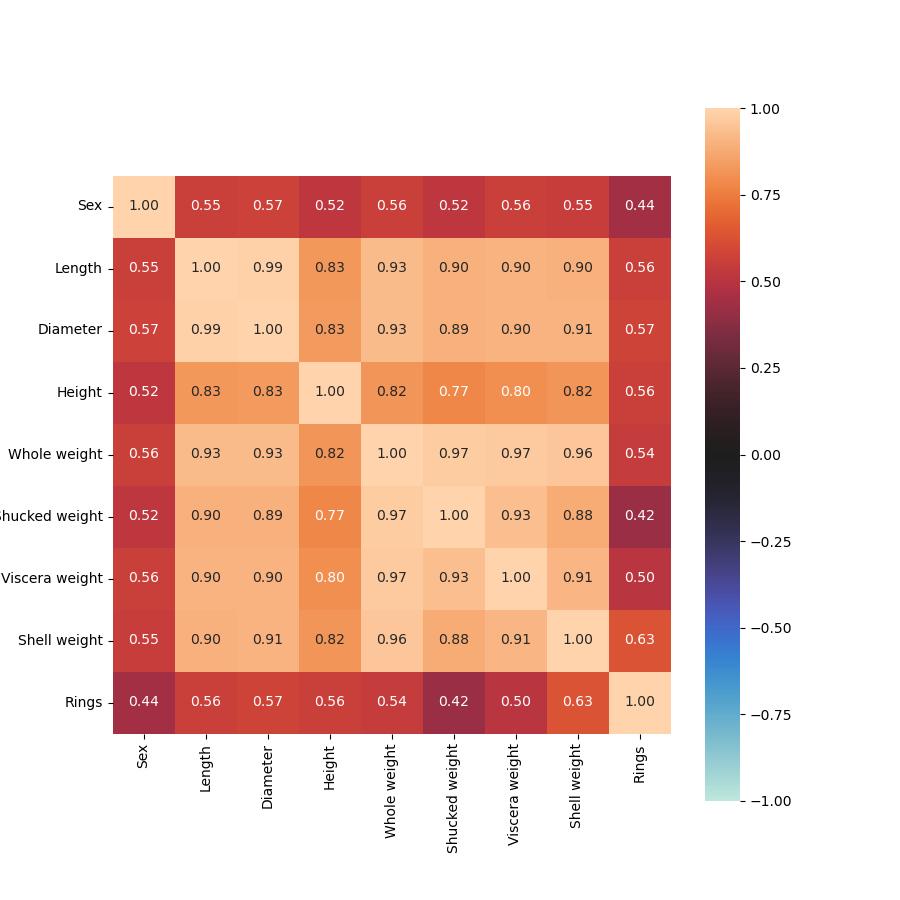 1.00
Sex 1.00 0.55 0.57 0.52 0.56 0.52 0.56 0.55 0.44
0.75
Length 0.55 1.00 0.99 0.83 0.93 0.90 0.90 0.90 0.56
0.50
Diameter 0.57 0.99 1.00 0.83 0.93 0.89 0.90 0.91 0.57
0.25
Height 0.52 0.83 0.83 1.00 0.82 0.77 0.80 0.82 0.56
Whole weight 0.56 0.93 0.93 0.82 1.00 0.97 0.97 0.96 0.54
0.00
Shucked weight 0.52 0.90 0.89 0.77 0.97 1.00 0.93 0.88 0.42
−0.25
Viscera weight 0.56 0.90 0.90 0.80 0.97 0.93 1.00 0.91 0.50
−0.50
Shell weight 0.55 0.90 0.91 0.82 0.96 0.88 0.91 1.00 0.63
Rings 0.44 0.56 0.57 0.56 0.54 0.42 0.50 0.63 1.00
−0.75
−1.00
Sex
Length
Diameter
Height
Whole weight
Shucked weight
Viscera weight
Shell weight
Rings